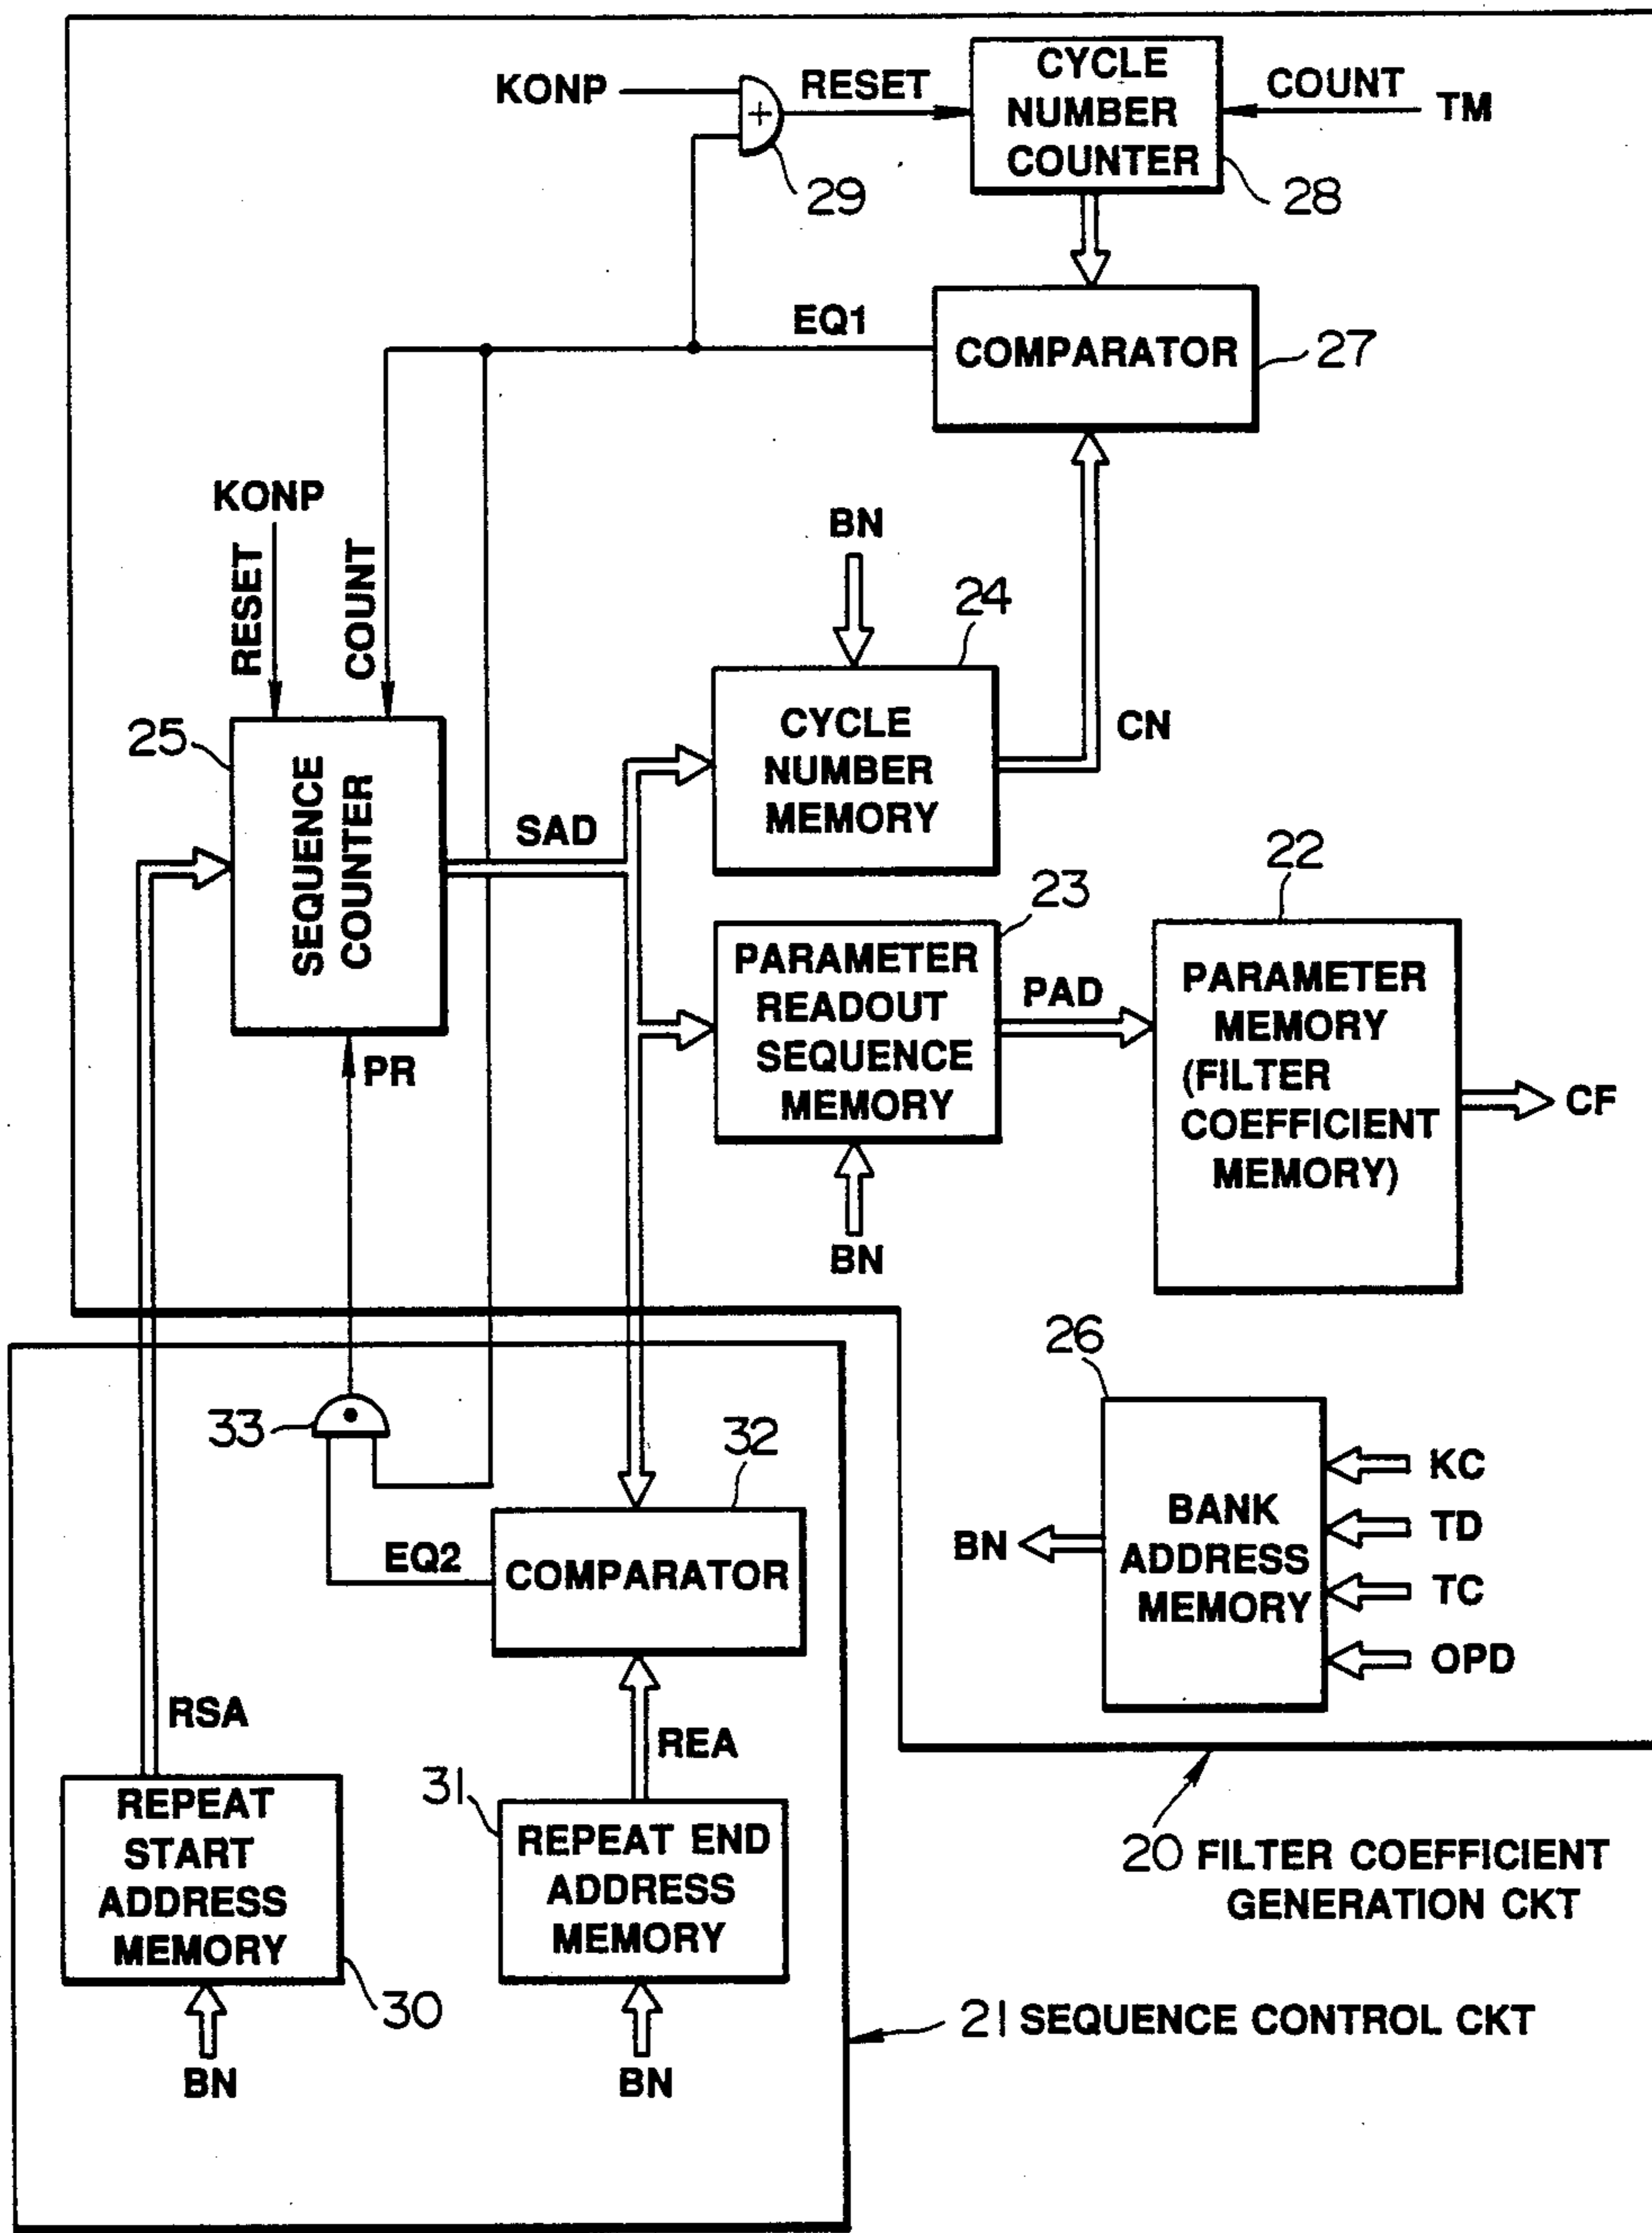 KONP
+
RESET
CYCLE
NUMBER
COUNTER
COUNT
TM
29
28
EQ1
COMPARATOR
27
KONP
RESET
COUNT
BN
24
25
SEQUENCE
COUNTER
CYCLE
NUMBER
MEMORY
CN
SAD
22
23
PARAMETER
READOUT
SEQUENCE
MEMORY
PAD
PARAMETER
MEMORY
(FILTER
COEFFICIENT
MEMORY)
CF
PR
BN
26
33
32
BANK
ADDRESS
MEMORY
KC
TD
TC
OPD
BN
EQ2
COMPARATOR
RSA
REA
31
REPEAT
START
ADDRESS
MEMORY
REPEAT END
ADDRESS
MEMORY
20 FILTER COEFFICIENT
GENERATION CKT
30
BN
BN
21 SEQUENCE CONTROL CKT